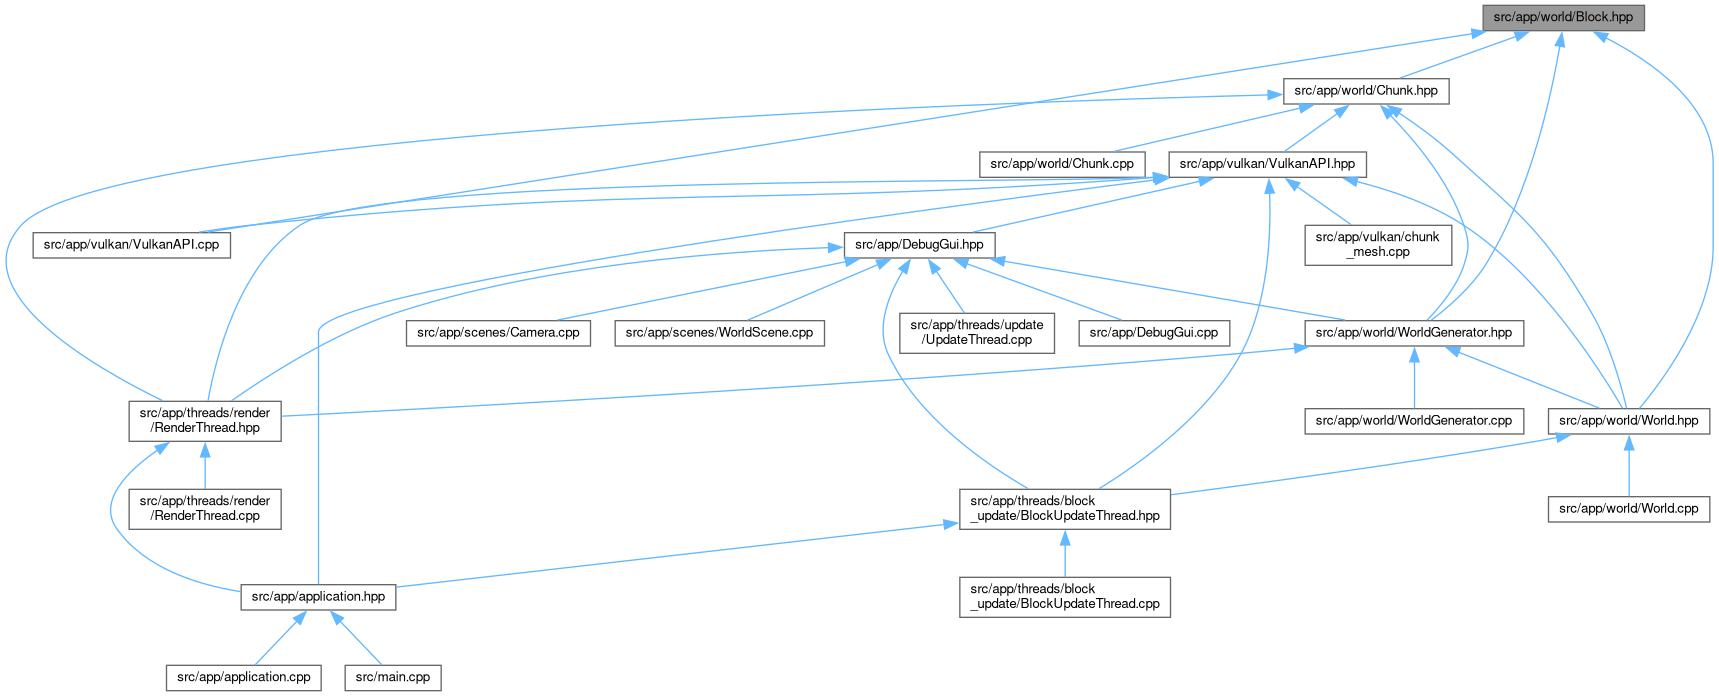 src/app/world/Block.hpp
src/app/world/Chunk.hpp
src/app/world/Chunk.cpp
src/app/vulkan/VulkanAPI.hpp
src/app/vulkan/VulkanAPI.cpp
src/app/DebugGui.hpp
src/app/vulkan/chunk
_mesh.cpp
src/app/scenes/Camera.cpp
src/app/scenes/WorldScene.cpp
src/app/threads/update
/UpdateThread.cpp
src/app/DebugGui.cpp
src/app/world/WorldGenerator.hpp
src/app/threads/render
/RenderThread.hpp
src/app/world/WorldGenerator.cpp
src/app/world/World.hpp
src/app/threads/render
/RenderThread.cpp
src/app/threads/block
_update/BlockUpdateThread.hpp
src/app/world/World.cpp
src/app/application.hpp
src/app/threads/block
_update/BlockUpdateThread.cpp
src/app/application.cpp
src/main.cpp